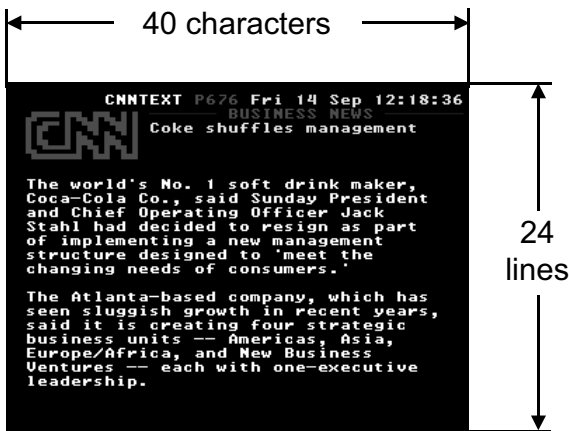 40 characters
CNNTEXT P676 Fri 14 Sep 12:18:36
BUSINESS NEWS
CNN Coke shuffles management
The world's No. 1 soft drink maker,
Coca-Cola Co., said Sunday President
and Chief Operating Officer Jack
Stahl had decided to resign as part
of implementing a new management
structure designed to 'meet the
changing needs of consumers.'
The Atlanta-based company, which has
seen sluggish growth in recent years,
said it is creating four strategic
business units -- Americas, Asia,
Europe/Africa, and New Business
Ventures -- each with one-executive
leadership.
24
lines